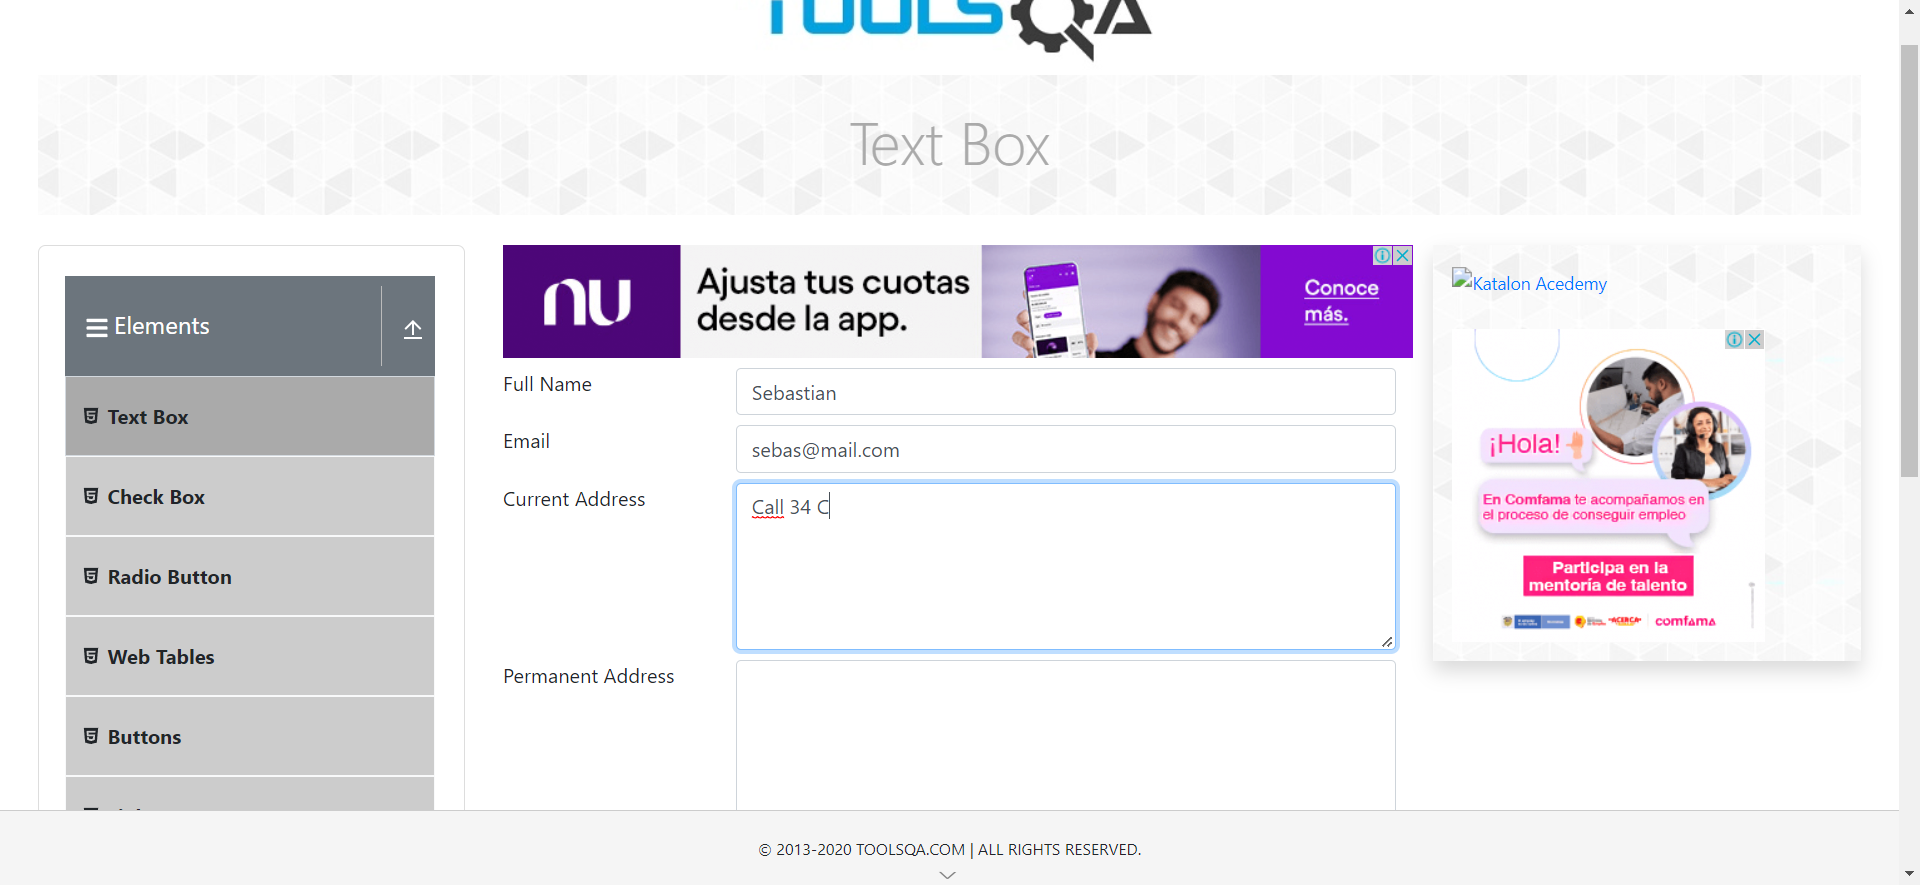 TOOLSQA
Text Box
Elements
Text Box
Check Box
Radio Button
Web Tables
Buttons
nu
Ajusta tus cuotas
desde la app.
Conoce
más.
Full Name
Sebastian
Email
sebas@mail.com
Current Address
Call 34 C
Permanent Address
Katalon Acedemy
¡Hola!
En Comfama te acompañamos en
el proceso de conseguir empleo
Participa en la
mentoría de talento
ACERCA
comfama
© 2013-2020 TOOLSQA.COM | ALL RIGHTS RESERVED.